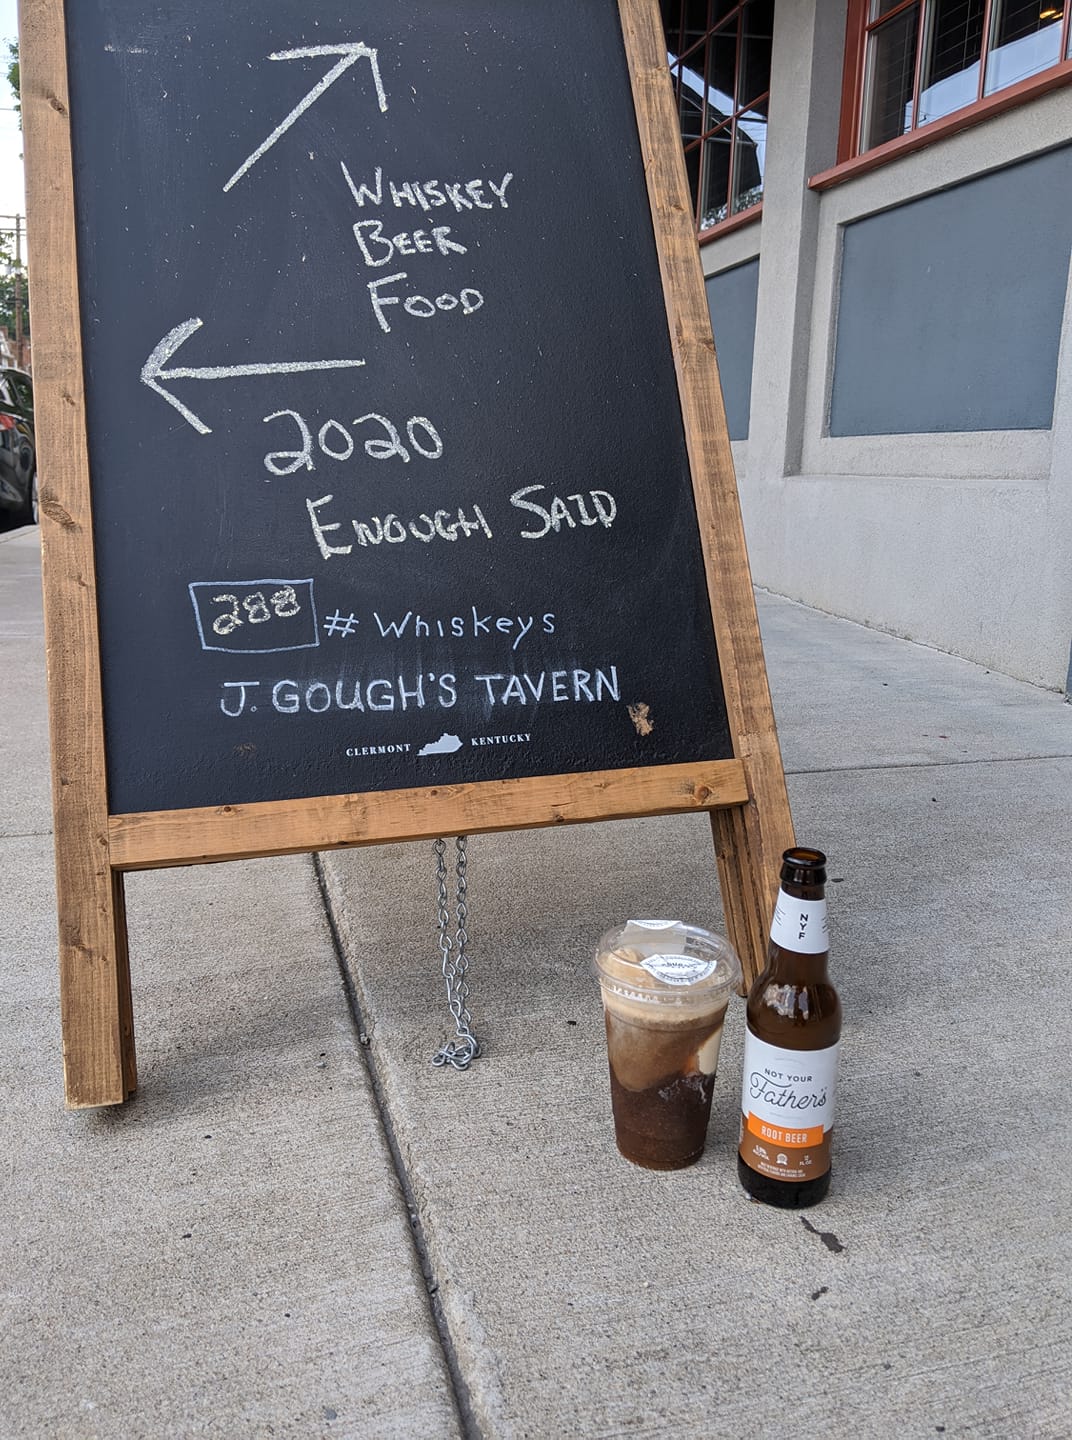 WHISKEY
BEER
FOOD
2020
ENOUGH SAID
288 # Whiskeys
J. GOUGH'S TAVERN
CLERMONT KENTUCKY
NYF
NOT YOUR
Father's
ROOT BEER